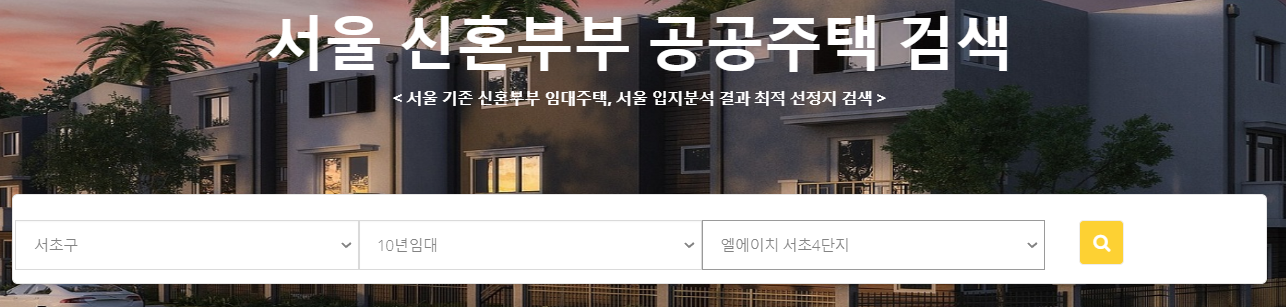 서울 신혼부부 공공주택 검색
< 서울 기존 신혼부부 임대주택, 서울 입지분석 결과 최적 선정지 검색 >
서초구
10년임대
엘에이치 서초4단지